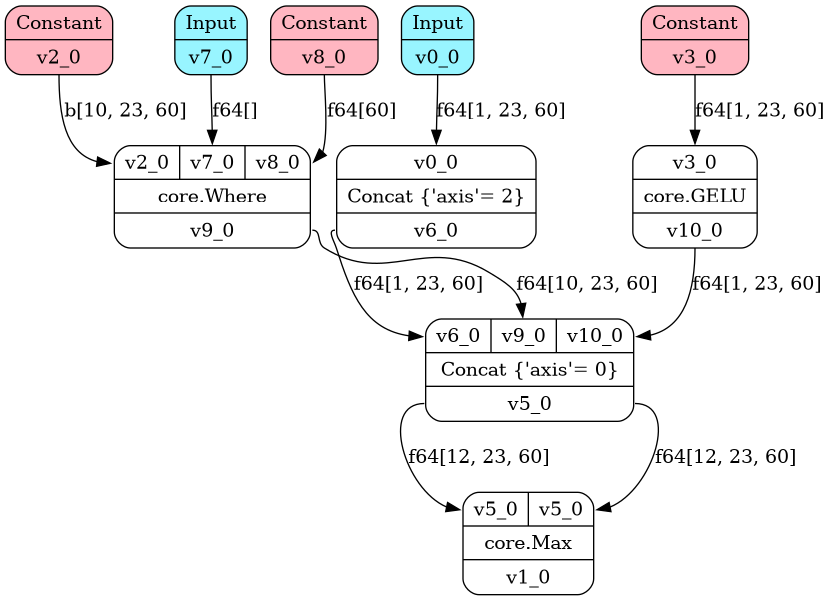 Constant
v2_0
Input
v7_0
Constant
v8_0
Input
v0_0
Constant
v3_0
b[10, 23, 60]
f64[]
f64[60]
f64[1, 23, 60]
f64[1, 23, 60]
v2_0 v7_0 v8_0
core.Where
v9_0
v0_0
Concat {'axis'= 2}
v6_0
v3_0
core.GELU
v10_0
f64[1, 23, 60]
f64[10, 23, 60]
f64[1, 23, 60]
v6_0 v9_0 v10_0
Concat {'axis'= 0}
v5_0
f64[12, 23, 60]
f64[12, 23, 60]
v5_0 v5_0
core.Max
v1_0